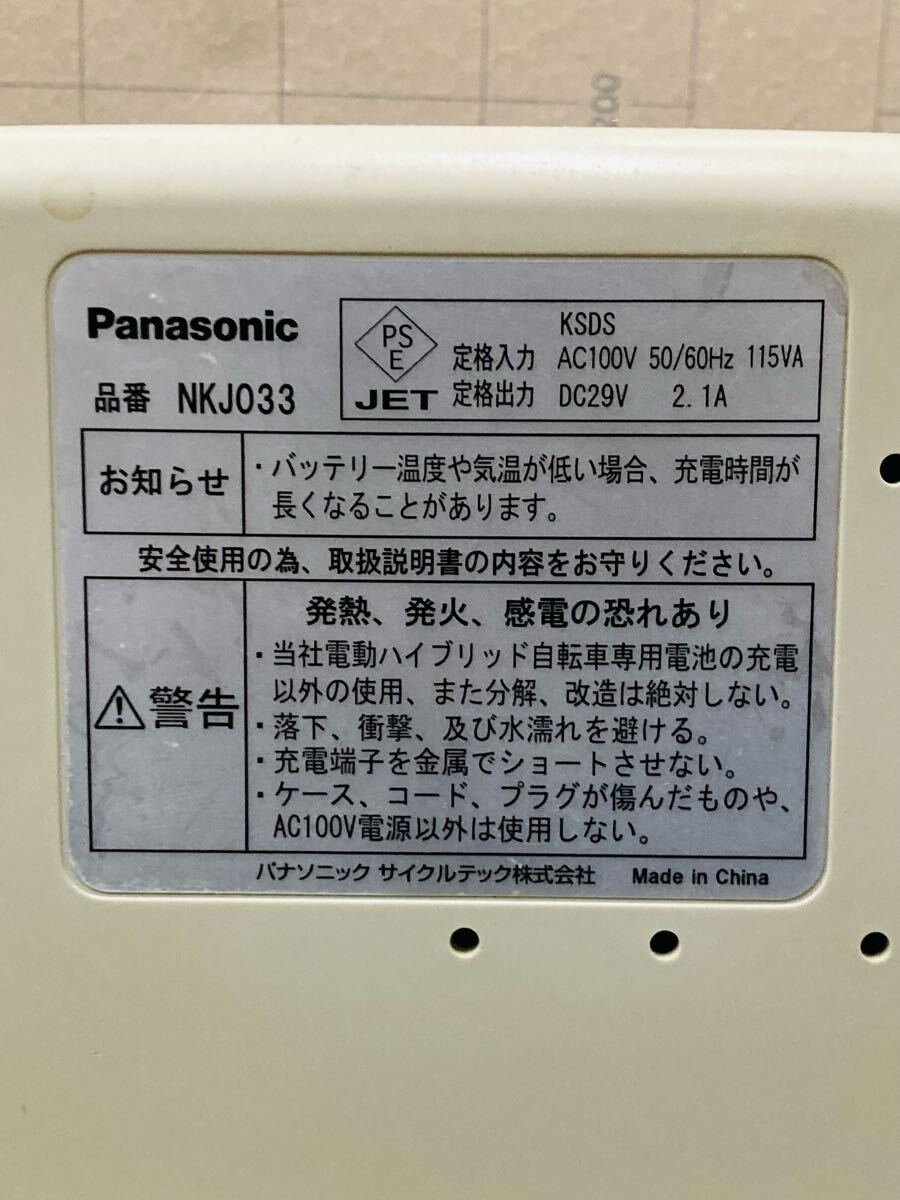 200
Panasonic
品番 NKJ033
PS
E
JET
KSDS
定格入力 AC100V 50/60Hz 115VA
定格出力 DC29V 2.1A
お知らせ
・バッテリー温度や気温が低い場合、充電時間が
長くなることがあります。
安全使用の為、取扱説明書の内容をお守りください。
警告
発熱、発火、感電の恐れあり
・当社電動ハイブリッド自転車専用電池の充電
以外の使用、また分解、改造は絶対しない。
・落下、衝撃、及び水濡れを避ける。
・充電端子を金属でショートさせない。
・ケース、コード、プラグが傷んだものや、
AC100V電源以外は使用しない。
パナソニック サイクルテック株式会社 Made in China